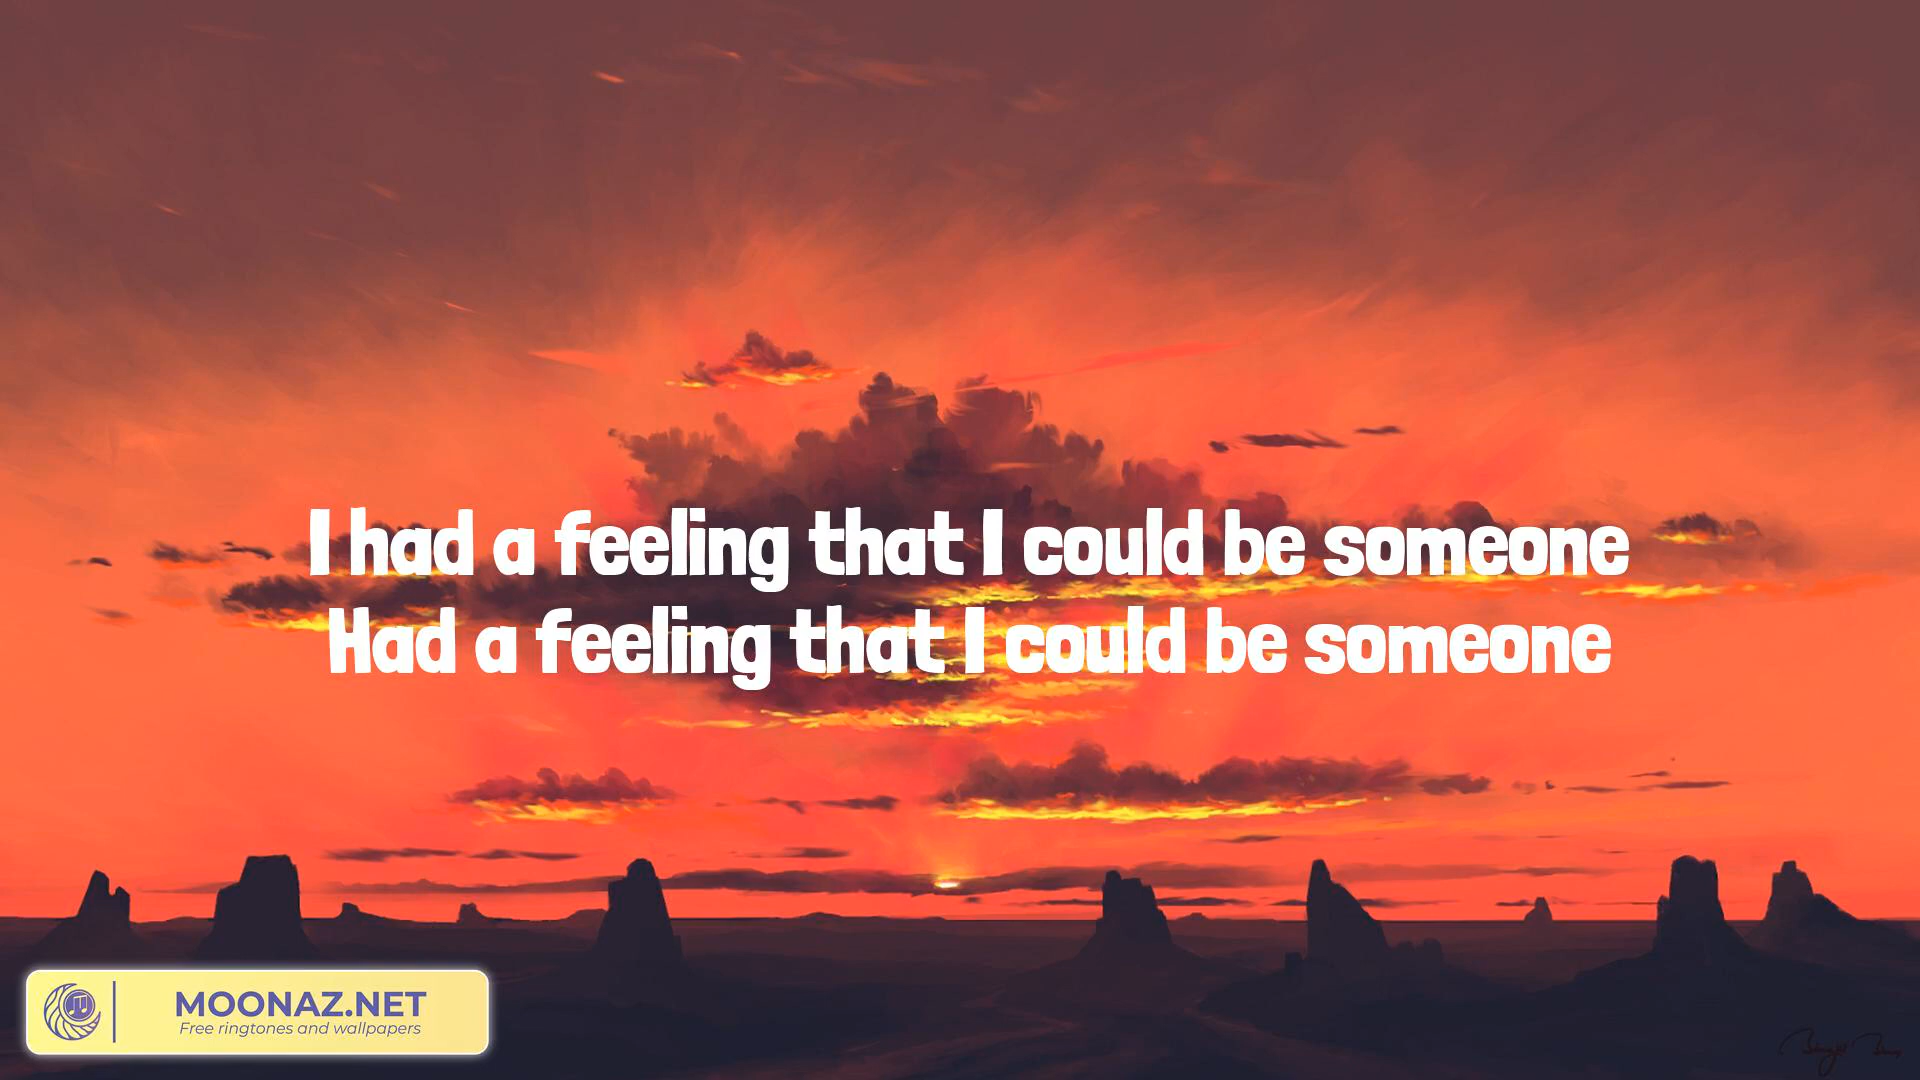 I had a feeling that I could be someone
Had a feeling that I could be someone
MOONAZ.NET
Free ringtones and wallpapers